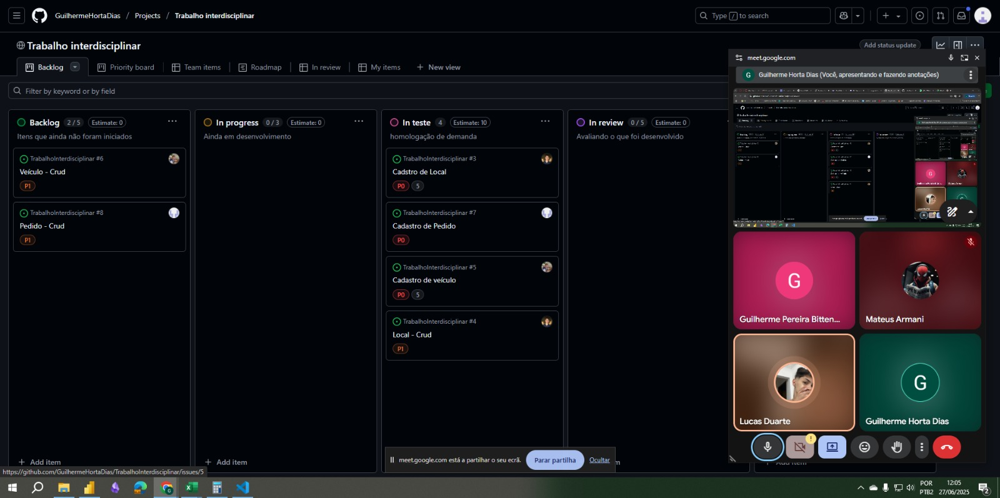 GuilhermeHortaDias / Projects / Trabalho interdisciplinar
Type / to search
Trabalho interdisciplinar
Add status update
Backlog
Priority board
Team items
Roadmap
In review
My items
+ New view
Filter by keyword or by field
Backlog 2 / 5 Estimate: 0
Itens que ainda não foram iniciados
TrabalhoInterdisciplinar #6
Veículo - Crud
P1
TrabalhoInterdisciplinar #8
Pedido - Crud
P1
+ Add item
In progress 0 / 3 Estimate: 0
Ainda em desenvolvimento
+ Add item
In teste 4 Estimate: 10
homologação de demanda
TrabalhoInterdisciplinar #3
Cadstro de Local
P0 5
TrabalhoInterdisciplinar #7
Cadastro de Pedido
P0
TrabalhoInterdisciplinar #5
Cadastro de veículo
P0 5
TrabalhoInterdisciplinar #4
Local - Crud
P1
In review 0 / 5 Estimate: 0
Avaliando o que foi desenvolvido
meet.google.com
G Guilherme Horta Dias (Você, apresentando e fazendo anotações)
G
Guilherme Pereira Bitten...
Mateus Armani
Lucas Duarte
G
Guilherme Horta Dias
meet.google.com está a partilhar o seu ecrã.
Parar partilha
Ocultar
https://github.com/GuilhermeHortaDias/TrabalhoInterdisciplinar/issues/5
POR
PTB2
12:05
27/06/2025
2